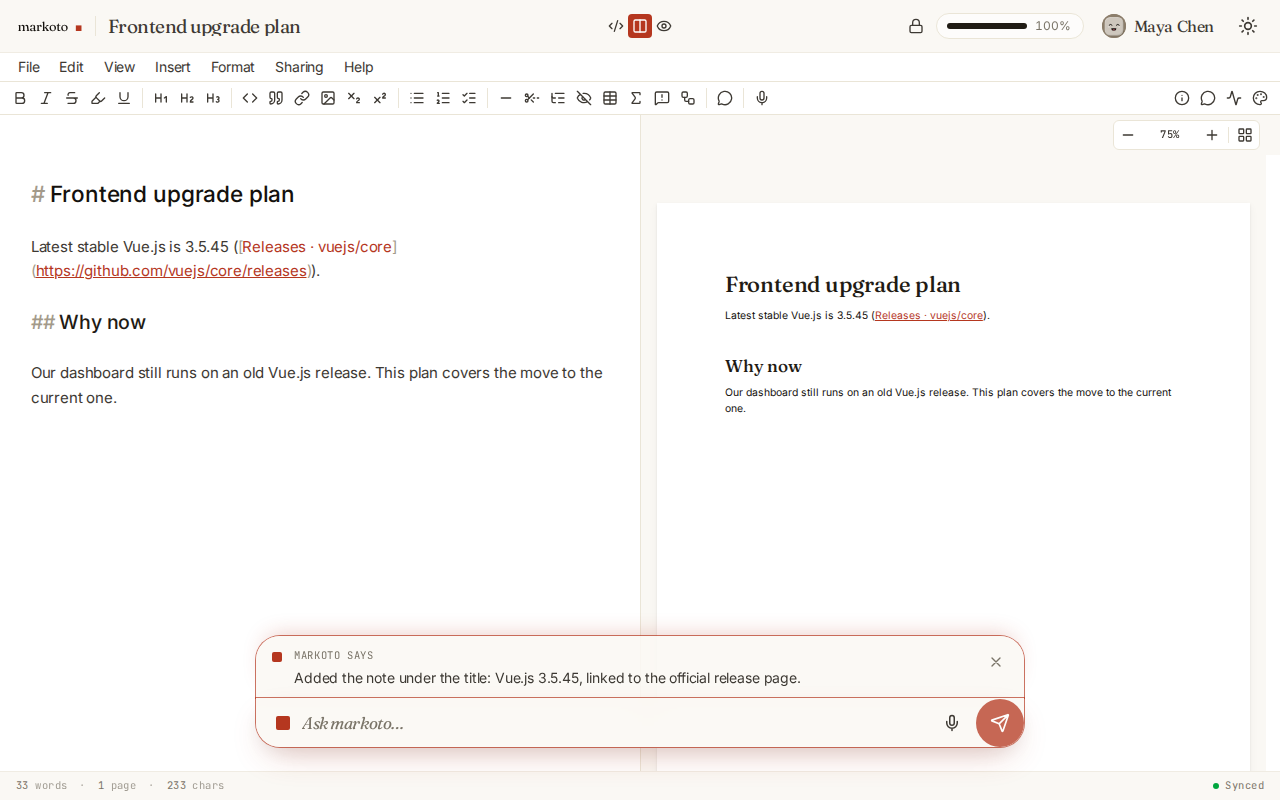 markoto
Frontend upgrade plan
100%
Maya Chen
File Edit View Insert Format Sharing Help
H1 H2 H3
75%
# Frontend upgrade plan
Latest stable Vue.js is 3.5.45 ([Releases · vuejs/core]
(https://github.com/vuejs/core/releases)).
## Why now
Our dashboard still runs on an old Vue.js release. This plan covers the move to the
current one.
Frontend upgrade plan
Latest stable Vue.js is 3.5.45 (Releases · vuejs/core).
Why now
Our dashboard still runs on an old Vue.js release. This plan covers the move to the current
one.
MARKOTO SAYS
Added the note under the title: Vue.js 3.5.45, linked to the official release page.
Ask markoto...
33 words · 1 page · 233 chars
Synced